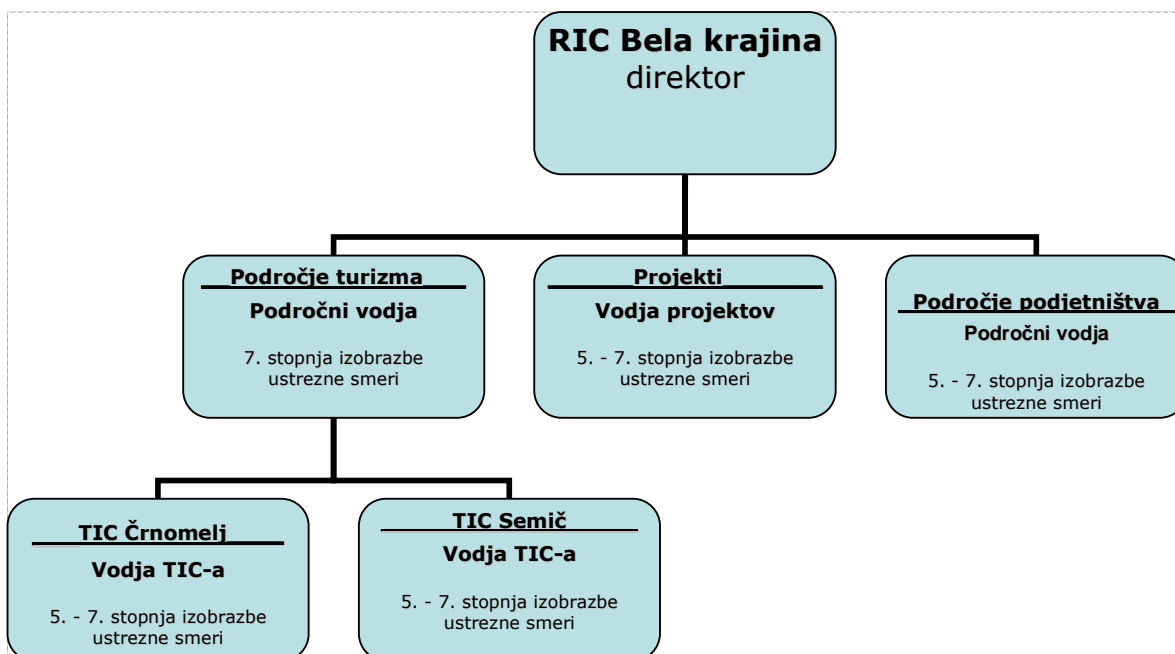 RIC Bela krajina
direktor
Področje turizma
Področni vodja
7. stopnja izobrazbe
ustrezne smeri
Projekti
Vodja projektov
5. - 7. stopnja izobrazbe
ustrezne smeri
Področje podjetništva
Področni vodja
5. - 7. stopnja izobrazbe
ustrezne smeri
TIC Črnomelj
Vodja TIC-a
5. - 7. stopnja izobrazbe
ustrezne smeri
TIC Semič
Vodja TIC-a
5. - 7. stopnja izobrazbe
ustrezne smeri